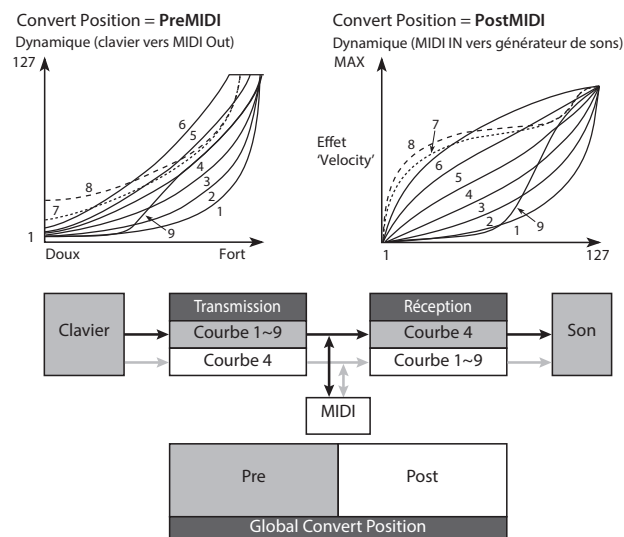 Convert Position = PreMIDI
Dynamique (clavier vers MIDI Out)
127
6
5
8
4
3
7
2
1
9
1
Doux
Fort
Convert Position = PostMIDI
Dynamique (MIDI IN vers générateur de sons)
MAX
7
8
Effet
'Velocity'
6
5
4
3
2
1
9
1
127
Clavier
Transmission
Courbe 1~9
Courbe 4
Réception
Courbe 4
Courbe 1~9
Son
MIDI
Pre
Post
Global Convert Position